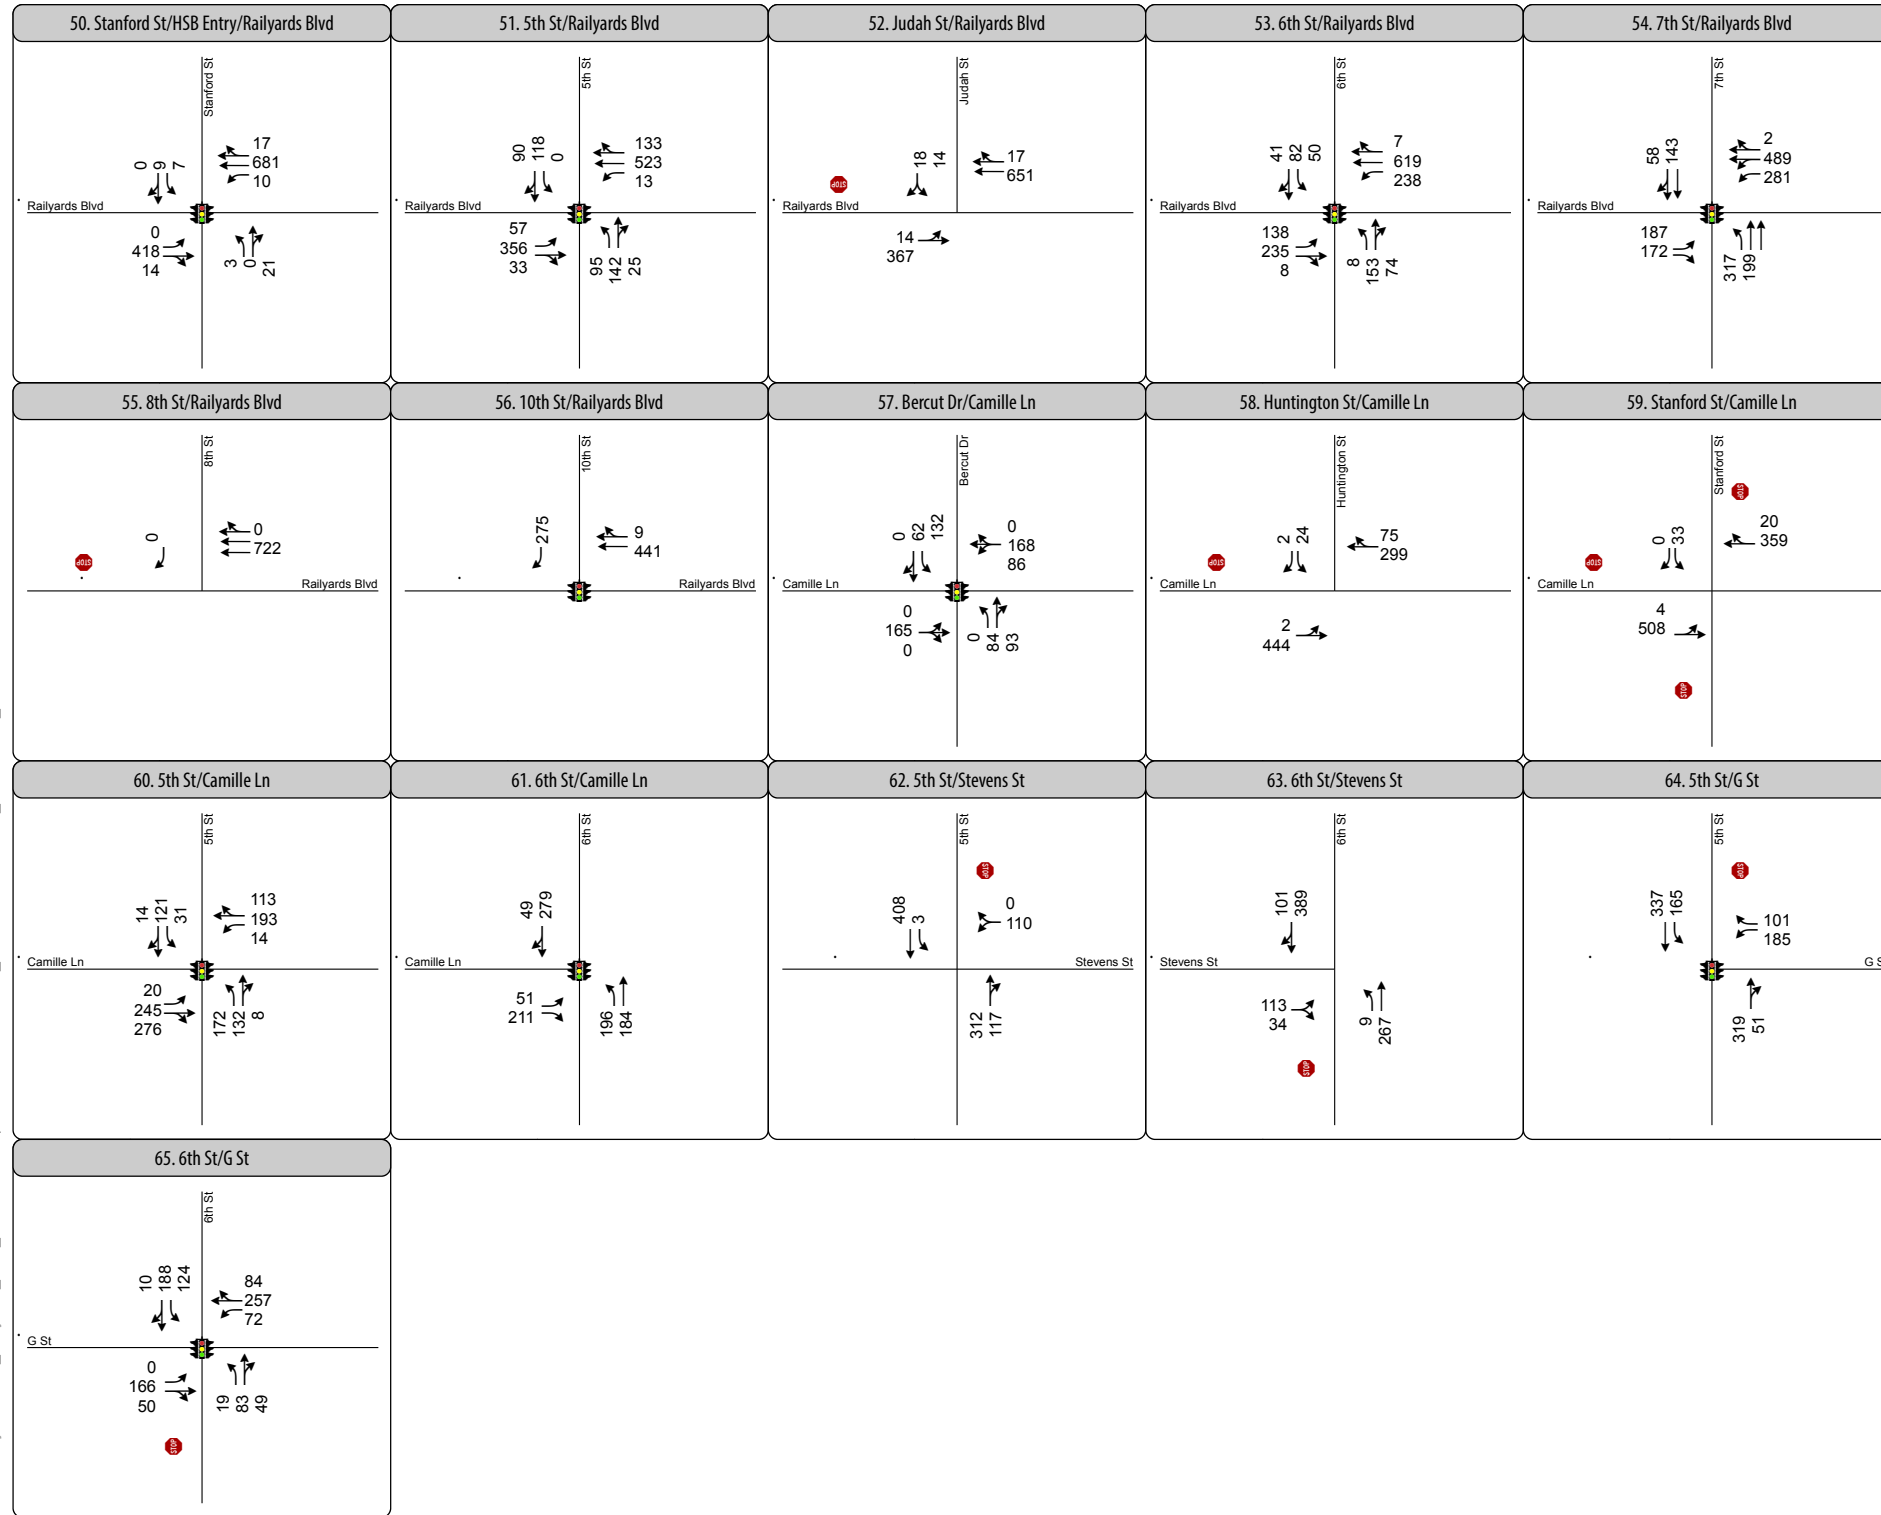 50. Stanford St/HSB Entry/Railyards Blvd
Stanford St
0 9 7
17
681
10
Railyards Blvd
0
418
14
3 0 21
51. 5th St/Railyards Blvd
5th St
90 118 0
133
523
13
Railyards Blvd
57
356
33
95 142 25
52. Judah St/Railyards Blvd
Judah St
18 14
17
651
STOP
Railyards Blvd
14
367
53. 6th St/Railyards Blvd
6th St
41 82 50
7
619
238
Railyards Blvd
138
235
8
8 153 74
54. 7th St/Railyards Blvd
7th St
58 143
2
489
281
Railyards Blvd
187
172
317 199
55. 8th St/Railyards Blvd
8th St
0
0
722
STOP
Railyards Blvd
56. 10th St/Railyards Blvd
10th St
275
9
441
Railyards Blvd
57. Bercut Dr/Camille Ln
Bercut Dr
0 62 132
0
168
86
Camille Ln
0
165
0
0 84 93
58. Huntington St/Camille Ln
Huntington St
2 24
75
299
STOP
Camille Ln
2
444
59. Stanford St/Camille Ln
Stanford St
STOP
0 33
20
359
STOP
Camille Ln
4
508
STOP
60. 5th St/Camille Ln
5th St
14 121 31
113
193
14
Camille Ln
20
245
276
172 132 8
61. 6th St/Camille Ln
6th St
49 279
Camille Ln
51
211
196 184
62. 5th St/Stevens St
5th St
STOP
408 3
0
110
Stevens St
312 117
63. 6th St/Stevens St
6th St
101 389
Stevens St
113
34
9 267
STOP
64. 5th St/G St
5th St
STOP
337 165
101
185
G S
319 51
65. 6th St/G St
6th St
10 188 124
84
257
72
G St
0
166
50
19 83 49
STOP